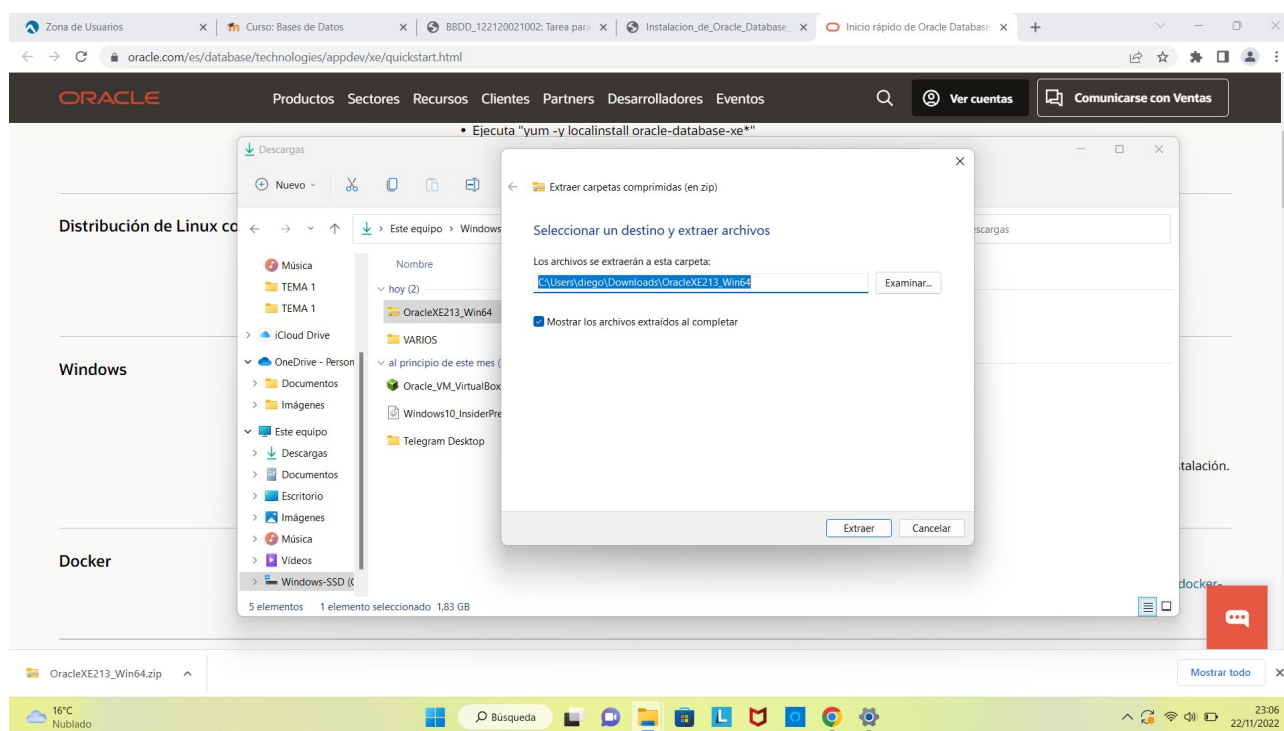 Zona de Usuarios
Curso: Bases de Datos
BBDD_122120021002: Tarea para
Instalacion_de_Oracle_Database_
Inicio rápido de Oracle Database
oracle.com/es/database/technologies/appdev/xe/quickstart.html
ORACLE
Productos Sectores Recursos Clientes Partners Desarrolladores Eventos
Ver cuentas
Comunicarse con Ventas
• Ejecuta "yum -y localinstall oracle-database-xe*"
Distribución de Linux co
Windows
Docker
talación.
docker-
Descargas
Nuevo
Este equipo > Windows
scargas
Música
TEMA 1
TEMA 1
iCloud Drive
OneDrive - Person
Documentos
Imágenes
Este equipo
Descargas
Documentos
Escritorio
Imágenes
Música
Vídeos
Windows-SSD (C
Nombre
hoy (2)
OracleXE213_Win64
VARIOS
al principio de este mes (
Oracle_VM_VirtualBox
Windows10_InsiderPre
Telegram Desktop
5 elementos 1 elemento seleccionado 1,83 GB
Extraer carpetas comprimidas (en zip)
Seleccionar un destino y extraer archivos
Los archivos se extraerán a esta carpeta:
C:\Users\diego\Downloads\OracleXE213_Win64
Examinar...
Mostrar los archivos extraídos al completar
Extraer
Cancelar
OracleXE213_Win64.zip
Mostrar todo
16°C
Nublado
Búsqueda
23:06
22/11/2022